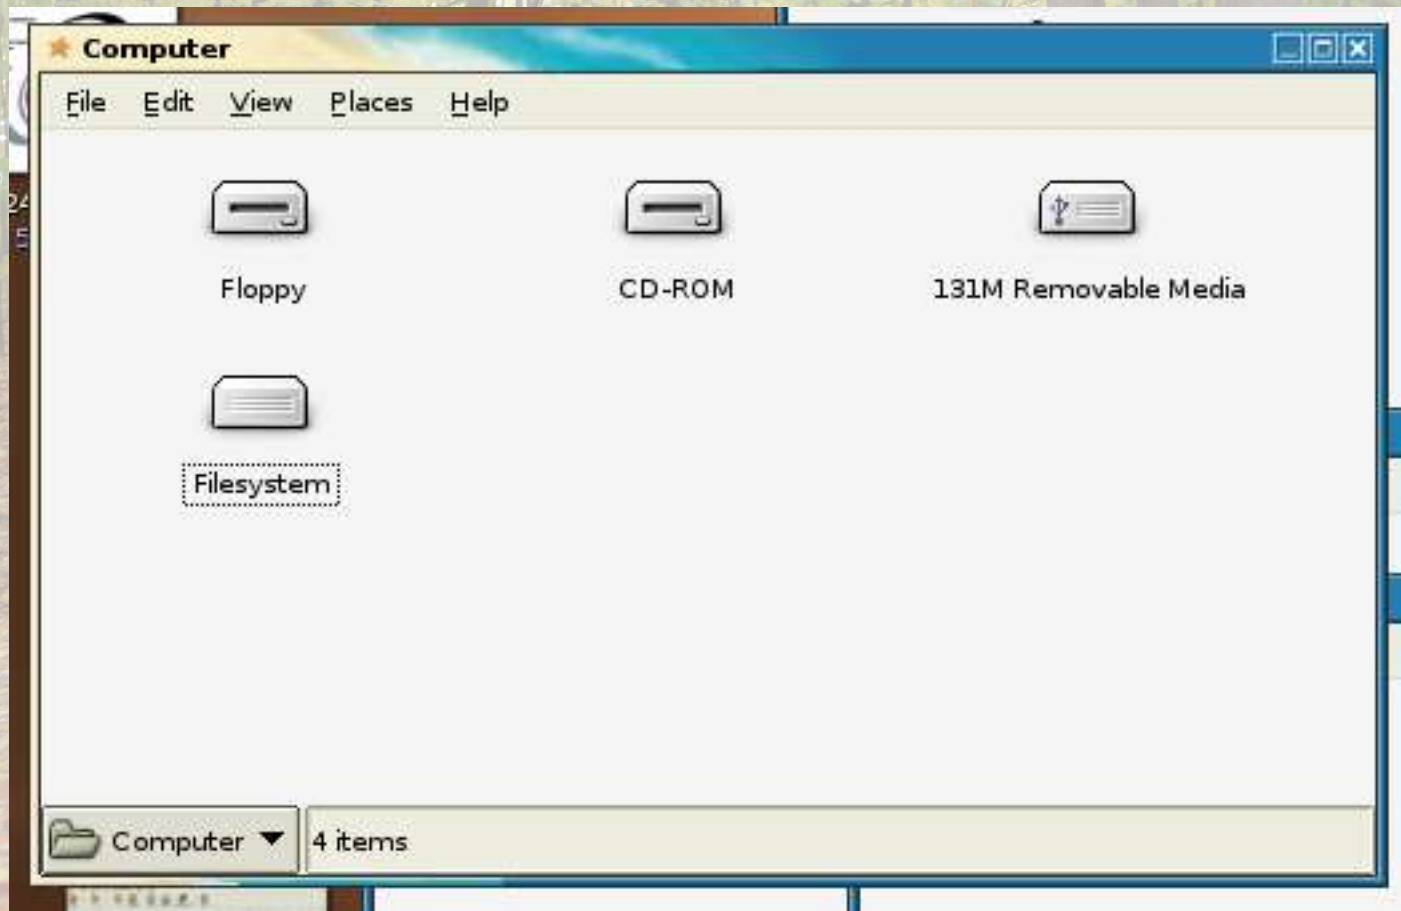 Computer
File Edit View Places Help
Floppy CD-ROM 131M Removable Media
Filesystem
Computer 4 items